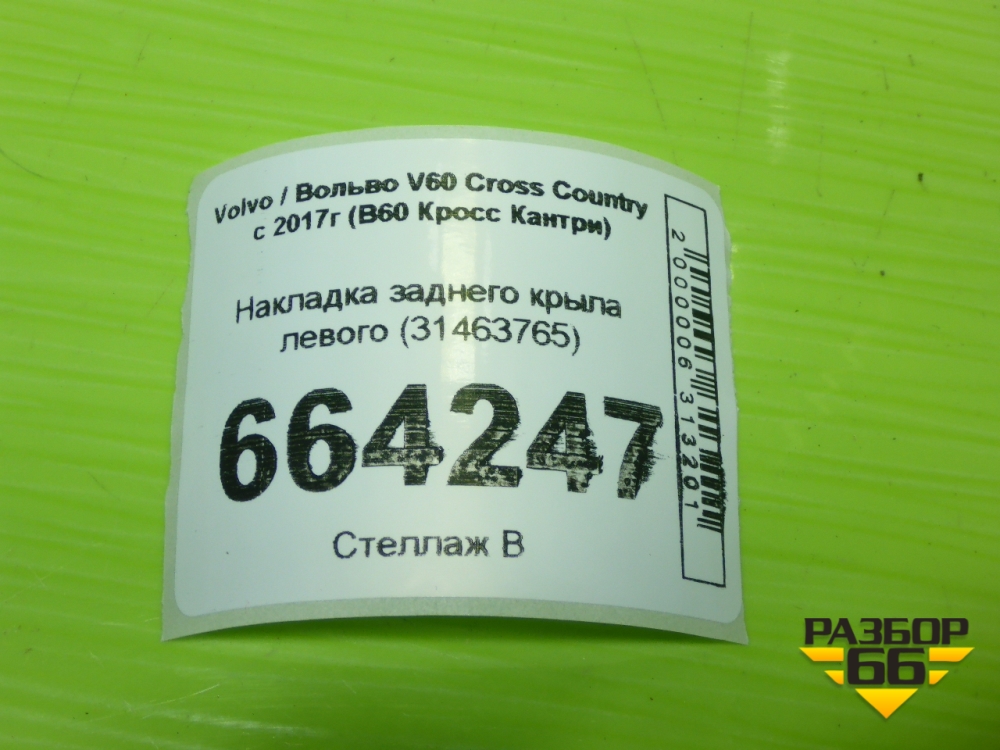 Volvo / Вольво V60 Cross Country
с 2017г (В60 Кросс Кантри)
Накладка заднего крыла
левого (31463765)
664247
Стеллаж В
2000006313201
РАЗБОР
66